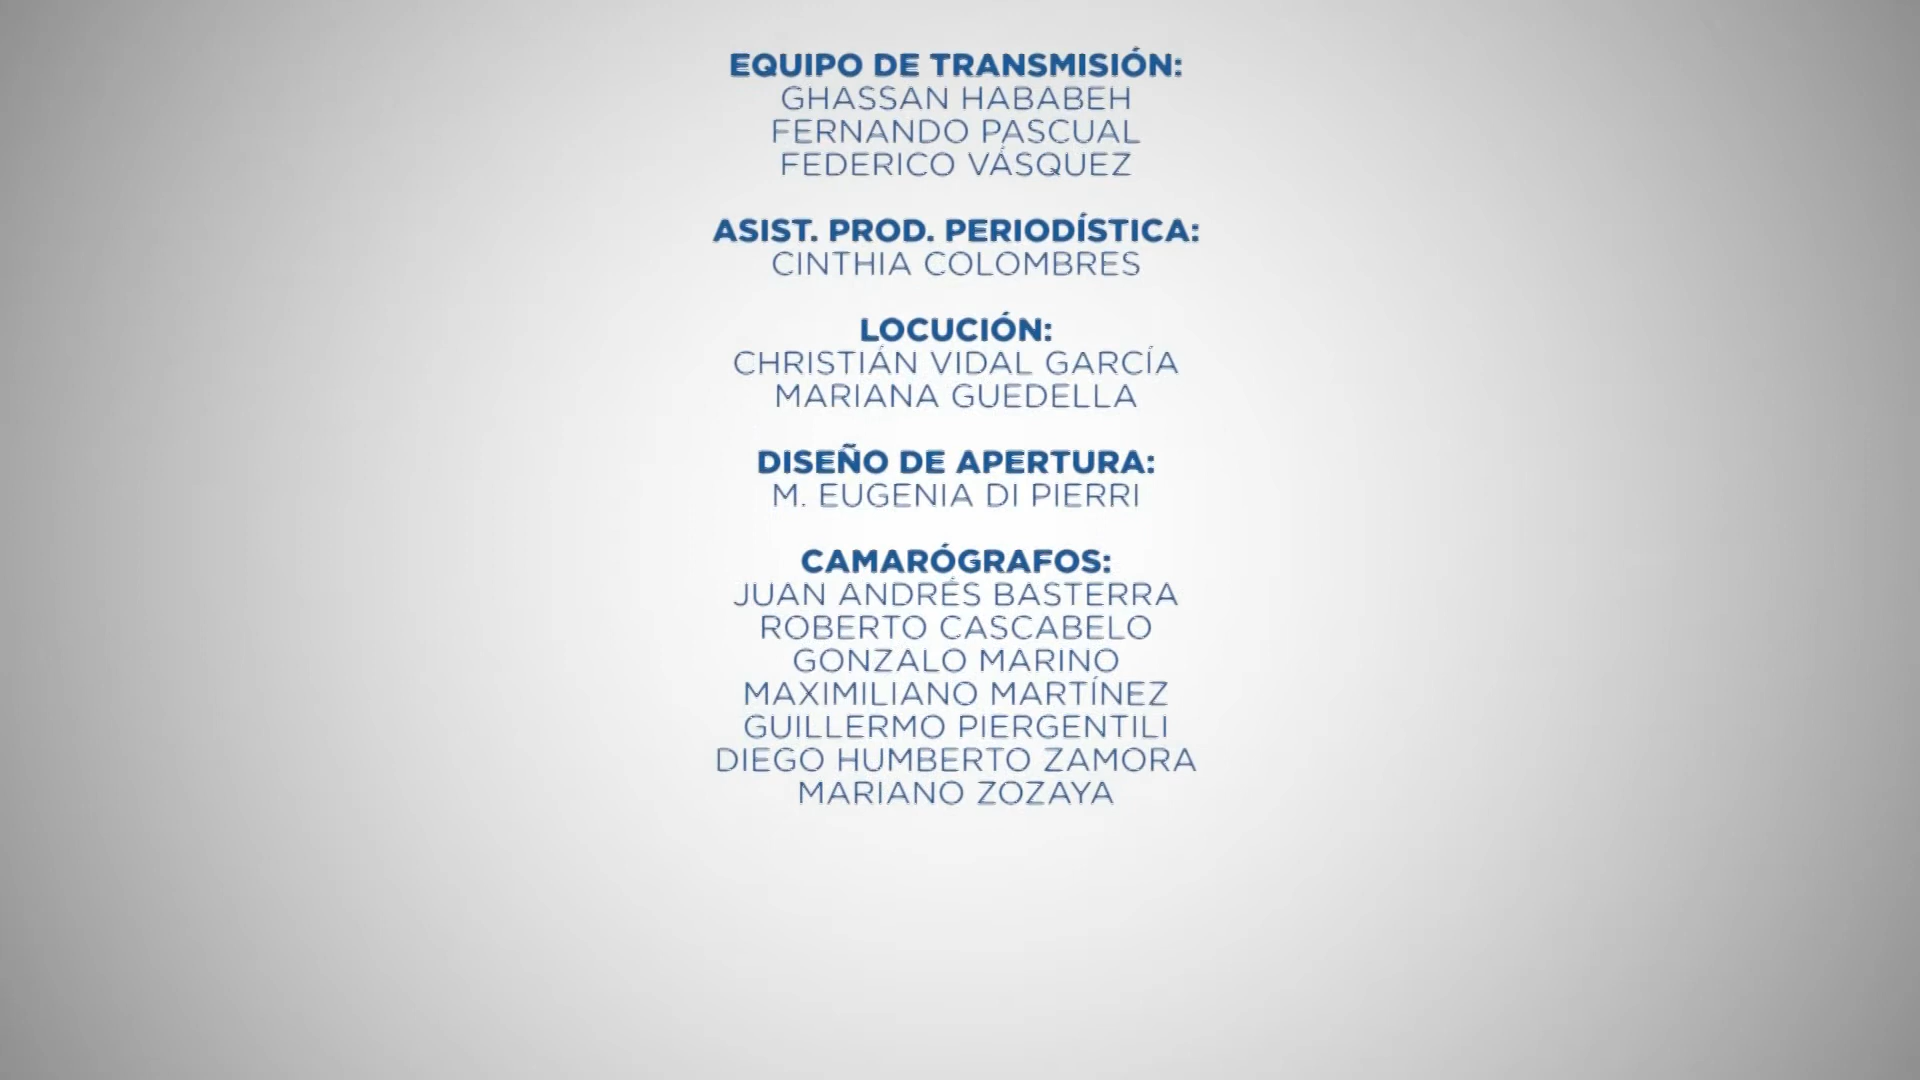 EQUIPO DE TRANSMISIÓN:
GHASSAN HABABEH
FERNANDO PASCUAL
FEDERICO VÁSQUEZ
ASIST. PROD. PERIODÍSTICA:
CINTHIA COLOMBRES
LOCUCIÓN:
CHRISTIÁN VIDAL GARCÍA
MARIANA GUEDELLA
DISEÑO DE APERTURA:
M. EUGENIA DI PIERRI
CAMARÓGRAFOS:
JUAN ANDRÉS BASTERRA
ROBERTO CASCABELO
GONZALO MARINO
MAXIMILIANO MARTÍNEZ
GUILLERMO PIERGENTILI
DIEGO HUMBERTO ZAMORA
MARIANO ZOZAYA